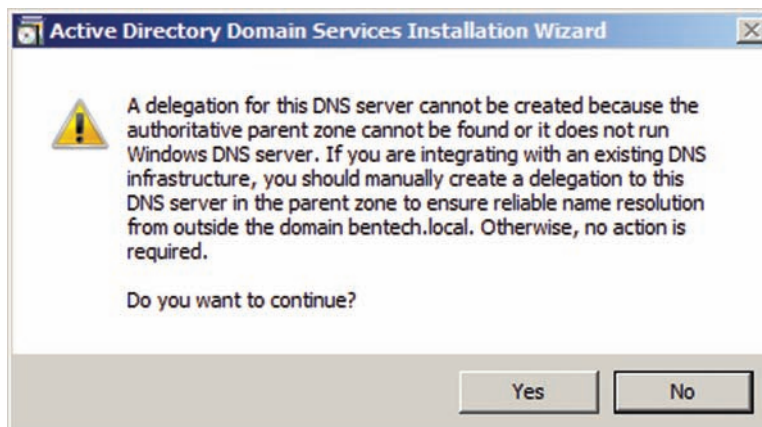 Active Directory Domain Services Installation Wizard
A delegation for this DNS server cannot be created because the
authoritative parent zone cannot be found or it does not run
Windows DNS server. If you are integrating with an existing DNS
infrastructure, you should manually create a delegation to this
DNS server in the parent zone to ensure reliable name resolution
from outside the domain bentech.local. Otherwise, no action is
required.
Do you want to continue?
Yes No